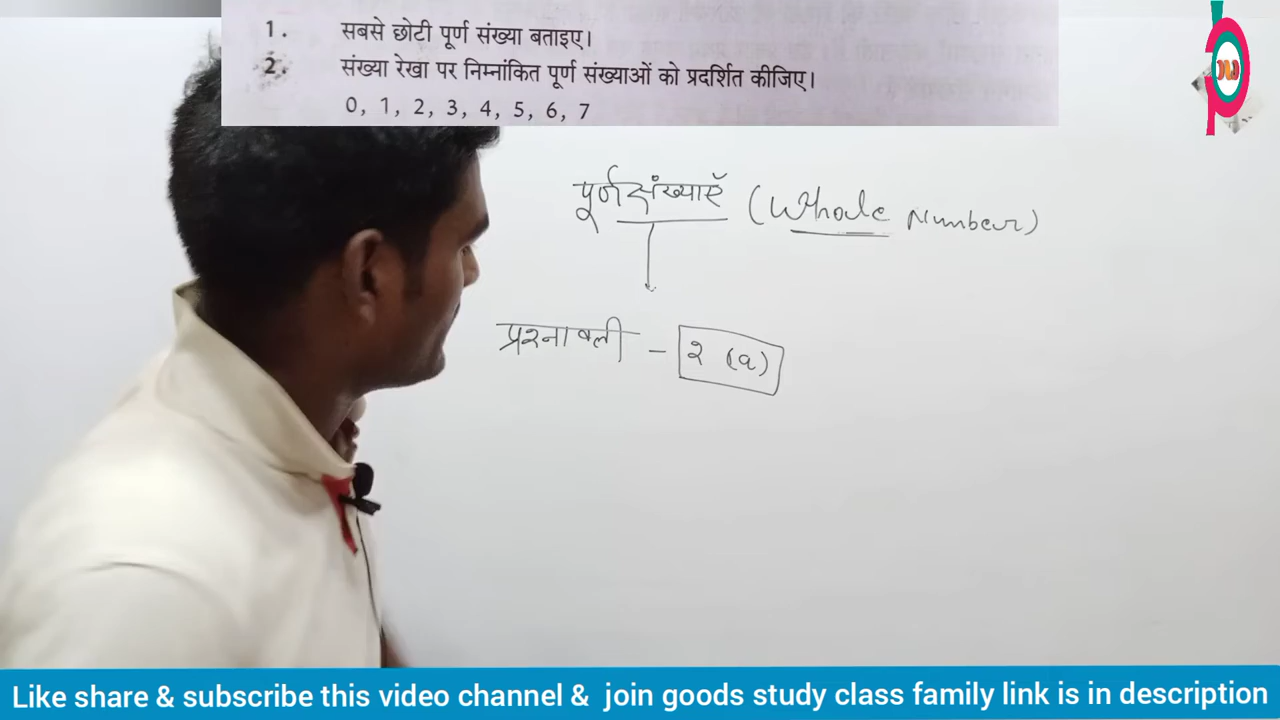 1. सबसे छोटी पूर्ण संख्या बताइए।
2. संख्या रेखा पर निम्नांकित पूर्ण संख्याओं को प्रदर्शित कीजिए।
0, 1, 2, 3, 4, 5, 6, 7
पूर्ण संख्याएँ (Whole Number)
प्रश्नावली - २ (a)
Like share & subscribe this video channel & join goods study class family link is in description